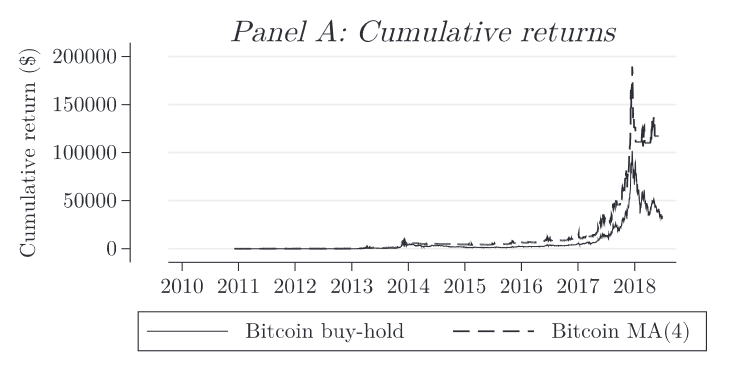 Panel A: Cumulative returns
Cumulative return ($)
200000
150000
100000
50000
0
2010 2011 2012 2013 2014 2015 2016 2017 2018
Bitcoin buy-hold Bitcoin MA(4)